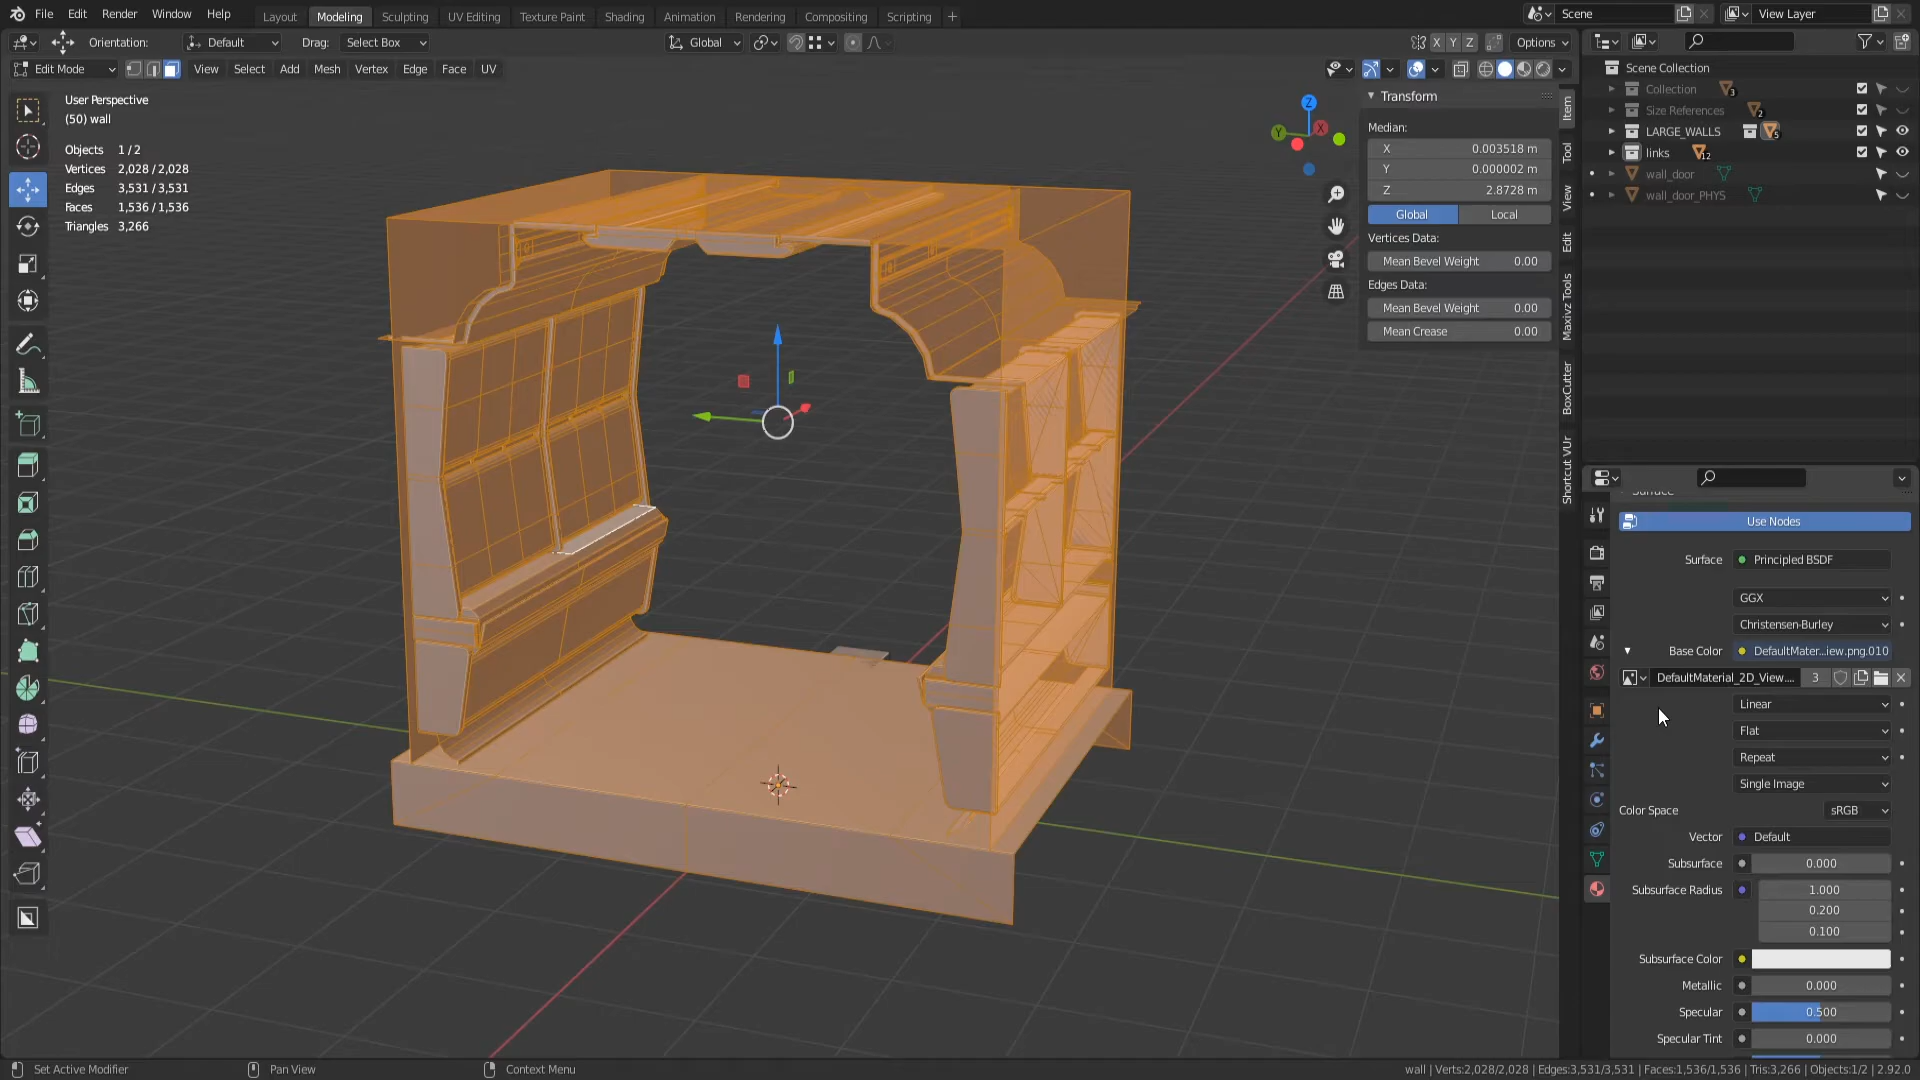 File Edit Render Window Help Layout Modeling Sculpting UV Editing Texture Paint Shading Animation Rendering Compositing Scripting + Scene View Layer
Orientation: Default Drag: Select Box Global X Y Z Options
Edit Mode View Select Add Mesh Vertex Edge Face UV
User Perspective
(50) wall
Objects 1 / 2
Vertices 2,028 / 2,028
Edges 3,531 / 3,531
Faces 1,536 / 1,536
Triangles 3,266
Z
Y
X
Transform
Median:
X 0.003518 m
Y 0.000002 m
Z 2.8728 m
Global Local
Vertices Data:
Mean Bevel Weight 0.00
Edges Data:
Mean Bevel Weight 0.00
Mean Crease 0.00
Item
Tool
View
Edit
Maxivz Tools
BoxCutter
Shortcut VUr
Scene Collection
Collection 3
Size References 2
LARGE_WALLS 5
links 12
wall_door
wall_door_PHYS
Surface
Use Nodes
Surface Principled BSDF
GGX
Christensen-Burley
Base Color DefaultMater...iew.png.010
DefaultMaterial_2D_View.... 3
Linear
Flat
Repeat
Single Image
Color Space sRGB
Vector Default
Subsurface 0.000
Subsurface Radius 1.000
0.200
0.100
Subsurface Color
Metallic 0.000
Specular 0.500
Specular Tint 0.000
Set Active Modifier Pan View Context Menu wall | Verts:2,028/2,028 | Edges:3,531/3,531 | Faces:1,536/1,536 | Tris:3,266 | Objects:1/2 | 2.92.0